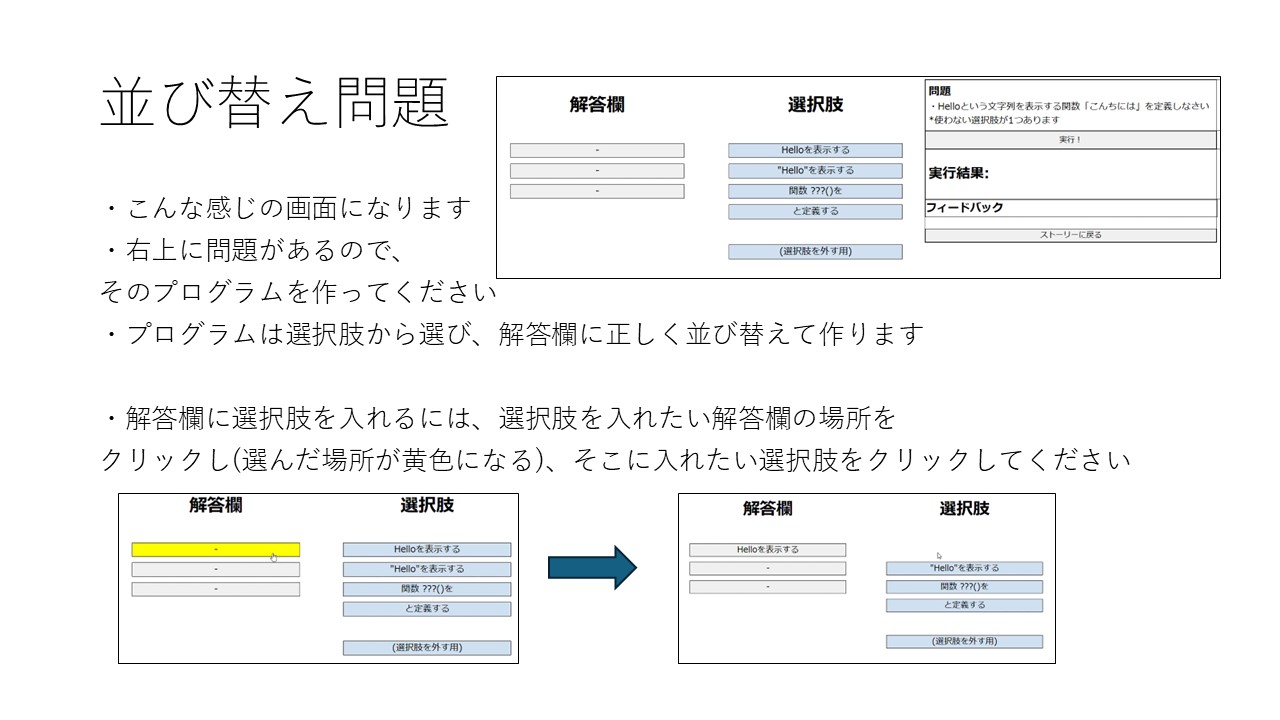 並び替え問題
・こんな感じの画面になります
・右上に問題があるので、
そのプログラムを作ってください
・プログラムは選択肢から選び、解答欄に正しく並び替えて作ります
・解答欄に選択肢を入れるには、選択肢を入れたい解答欄の場所を
クリックし(選んだ場所が黄色になる)、そこに入れたい選択肢をクリックしてください
解答欄
-
-
-
選択肢
Helloを表示する
"Hello"を表示する
関数 ???()を
と定義する
(選択肢を外す用)
問題
・Helloという文字列を表示する関数「こんちには」を定義しなさい
*使わない選択肢が1つあります
実行！
実行結果:
フィードバック
ストーリーに戻る
解答欄
-
-
-
選択肢
Helloを表示する
"Hello"を表示する
関数 ???()を
と定義する
(選択肢を外す用)
解答欄
Helloを表示する
-
-
選択肢
"Hello"を表示する
関数 ???()を
と定義する
(選択肢を外す用)